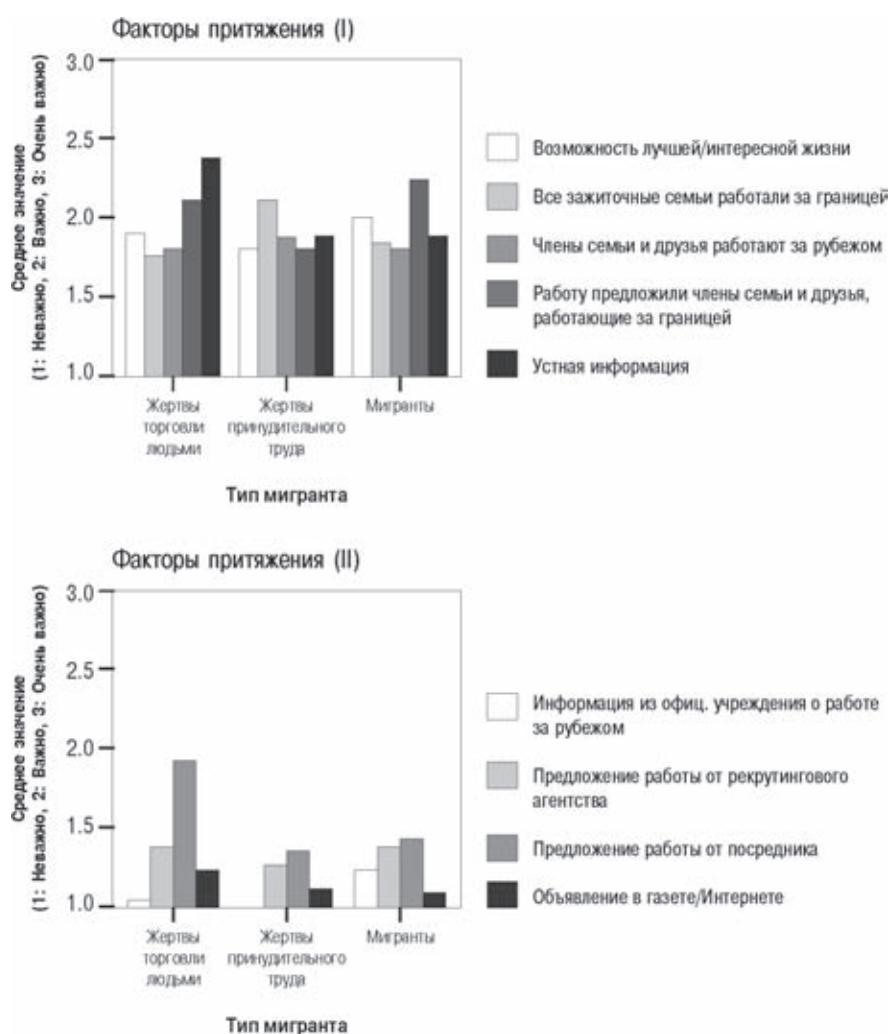 Факторы притяжения (I)
Среднее значение
(1: Неважно, 2: Важно, 3: Очень важно)
3.0
2.5
2.0
1.5
1.0
Жертвы
торговли
людьми
Жертвы
принудительного
труда
Мигранты
Тип мигранта
Возможность лучшей/интересной жизни
Все зажиточные семьи работали за границей
Члены семьи и друзья работают за рубежом
Работу предложили члены семьи и друзья,
работающие за границей
Устная информация
Факторы притяжения (II)
Среднее значение
(1: Неважно, 2: Важно, 3: Очень важно)
3.0
2.5
2.0
1.5
1.0
Жертвы
торговли
людьми
Жертвы
принудительного
труда
Мигранты
Тип мигранта
Информация из офиц. учреждения о работе
за рубежом
Предложение работы от рекрутингового
агентства
Предложение работы от посредника
Объявление в газете/Интернете